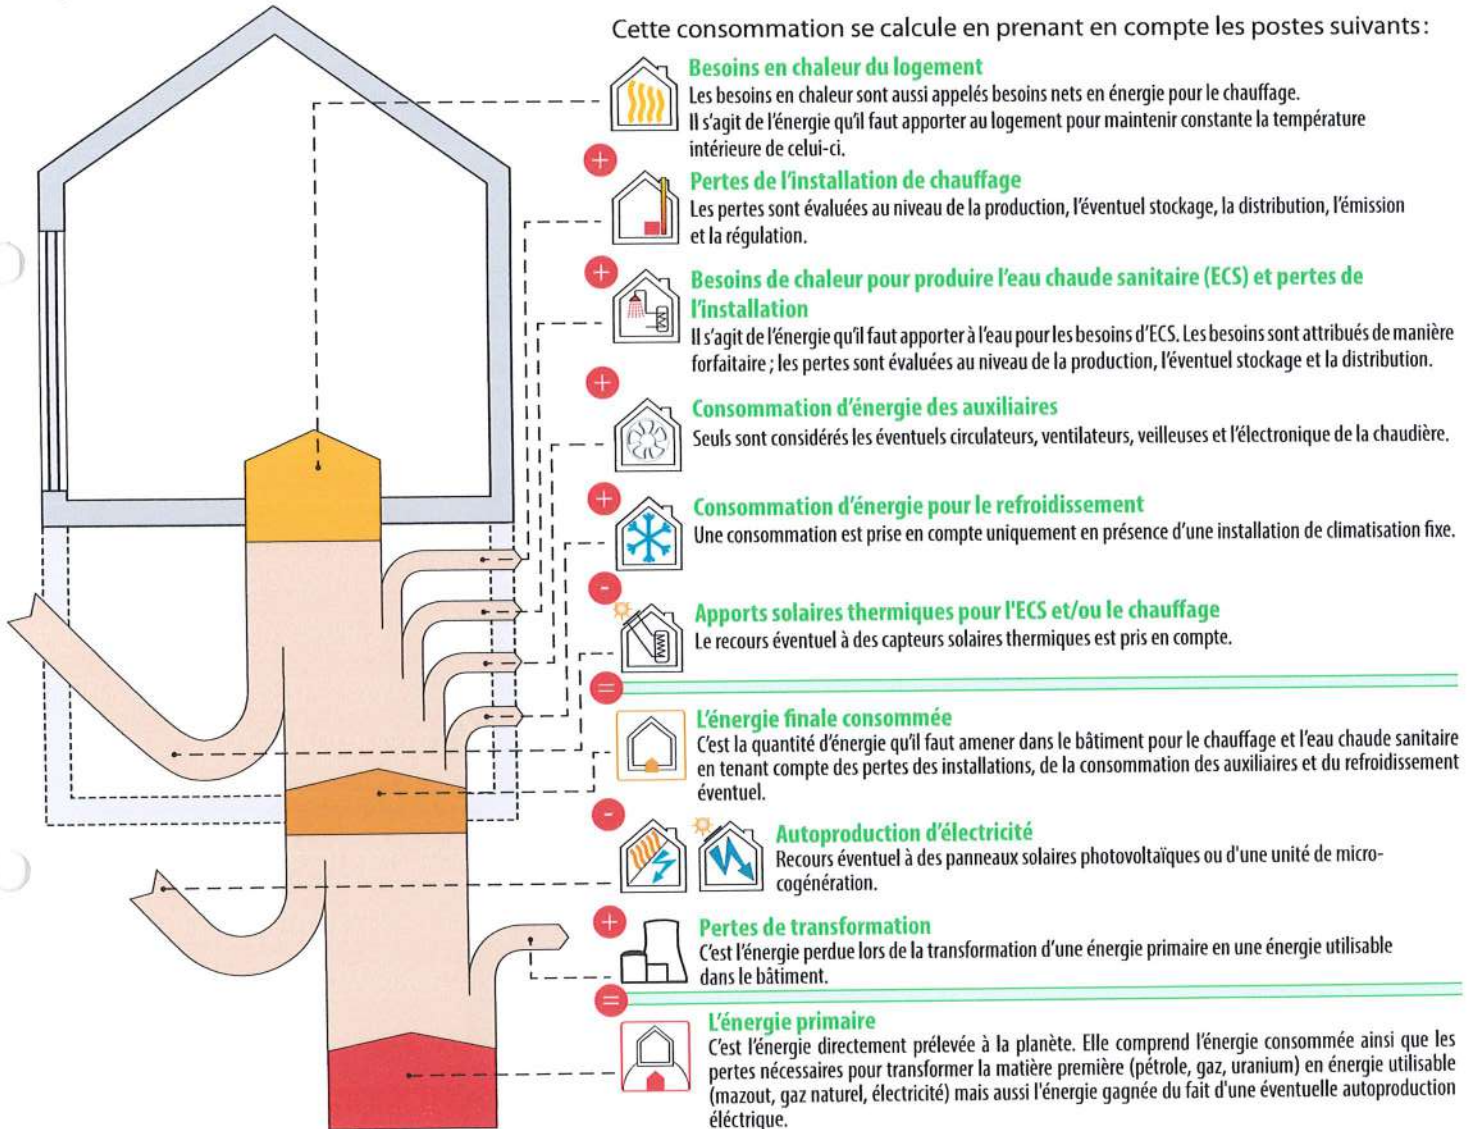 Cette consommation se calcule en prenant en compte les postes suivants:
Besoins en chaleur du logement
Les besoins en chaleur sont aussi appelés besoins nets en énergie pour le chauffage.
Il s'agit de l'énergie qu'il faut apporter au logement pour maintenir constante la température
intérieure de celui-ci.
+
Pertes de l'installation de chauffage
Les pertes sont évaluées au niveau de la production, l'éventuel stockage, la distribution, l'émission
et la régulation.
+
Besoins de chaleur pour produire l'eau chaude sanitaire (ECS) et pertes de
l'installation
Il s'agit de l'énergie qu'il faut apporter à l'eau pour les besoins d'ECS. Les besoins sont attribués de manière
forfaitaire ; les pertes sont évaluées au niveau de la production, l'éventuel stockage et la distribution.
+
Consommation d'énergie des auxiliaires
Seuls sont considérés les éventuels circulateurs, ventilateurs, veilleuses et l'électronique de la chaudière.
+
Consommation d'énergie pour le refroidissement
Une consommation est prise en compte uniquement en présence d'une installation de climatisation fixe.
-
Apports solaires thermiques pour l'ECS et/ou le chauffage
Le recours éventuel à des capteurs solaires thermiques est pris en compte.
=
L'énergie finale consommée
C'est la quantité d'énergie qu'il faut amener dans le bâtiment pour le chauffage et l'eau chaude sanitaire
en tenant compte des pertes des installations, de la consommation des auxiliaires et du refroidissement
éventuel.
-
Autoproduction d'électricité
Recours éventuel à des panneaux solaires photovoltaïques ou d'une unité de micro-
cogénération.
+
Pertes de transformation
C'est l'énergie perdue lors de la transformation d'une énergie primaire en une énergie utilisable
dans le bâtiment.
=
L'énergie primaire
C'est l'énergie directement prélevée à la planète. Elle comprend l'énergie consommée ainsi que les
pertes nécessaires pour transformer la matière première (pétrole, gaz, uranium) en énergie utilisable
(mazout, gaz naturel, électricité) mais aussi l'énergie gagnée du fait d'une éventuelle autoproduction
éléctrique.